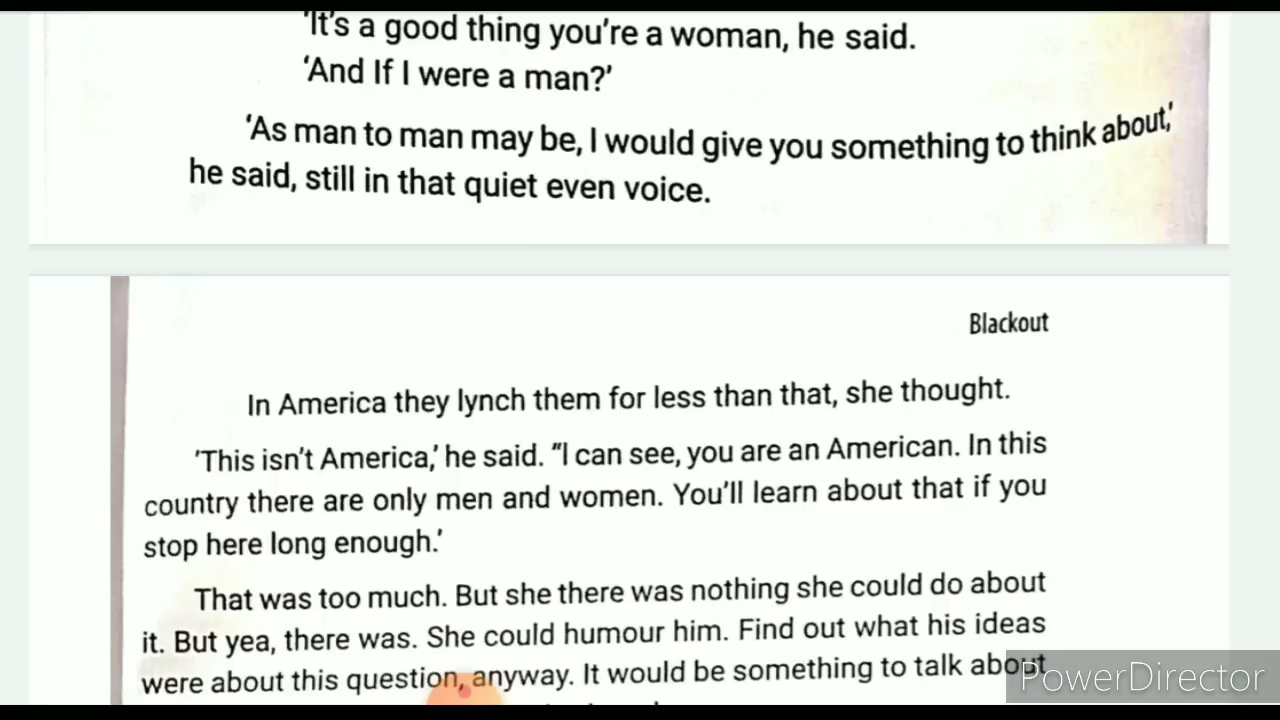 'It's a good thing you're a woman, he said.
'And If I were a man?'
'As man to man may be, I would give you something to think about,'
he said, still in that quiet even voice.
Blackout
In America they lynch them for less than that, she thought.
'This isn't America,' he said. "I can see, you are an American. In this
country there are only men and women. You'll learn about that if you
stop here long enough.'
That was too much. But she there was nothing she could do about
it. But yea, there was. She could humour him. Find out what his ideas
were about this question, anyway. It would be something to talk about
PowerDirector